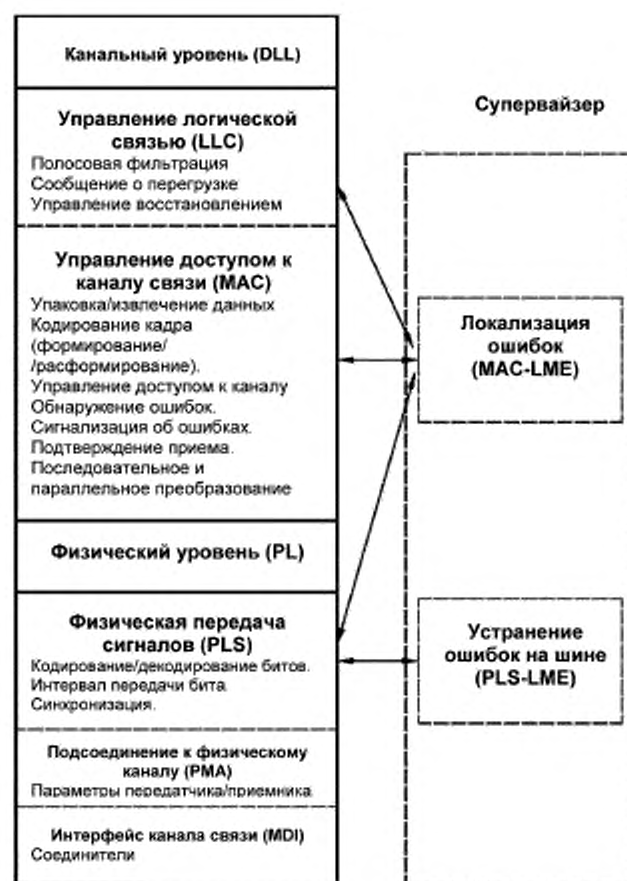 Канальный уровень (DLL)
Управление логической
связью (LLC)
Полосовая фильтрация
Сообщение о перегрузке
Управление восстановлением
Управление доступом к
каналу связи (MAC)
Упаковка/извлечение данных
Кодирование кадра
(формирование/
/расформирование).
Управление доступом к каналу
Обнаружение ошибок.
Сигнализация об ошибках.
Подтверждение приема.
Последовательное и
параллельное преобразование
Физический уровень (PL)
Физическая передача
сигналов (PLS)
Кодирование/декодирование битов.
Интервал передачи бита
Синхронизация.
Подсоединение к физическому
каналу (PMA)
Параметры передатчика/приемника
Интерфейс канала связи (MDI)
Соединители
Супервайзер
Локализация
ошибок
(MAC-LME)
Устранение
ошибок на шине
(PLS-LME)